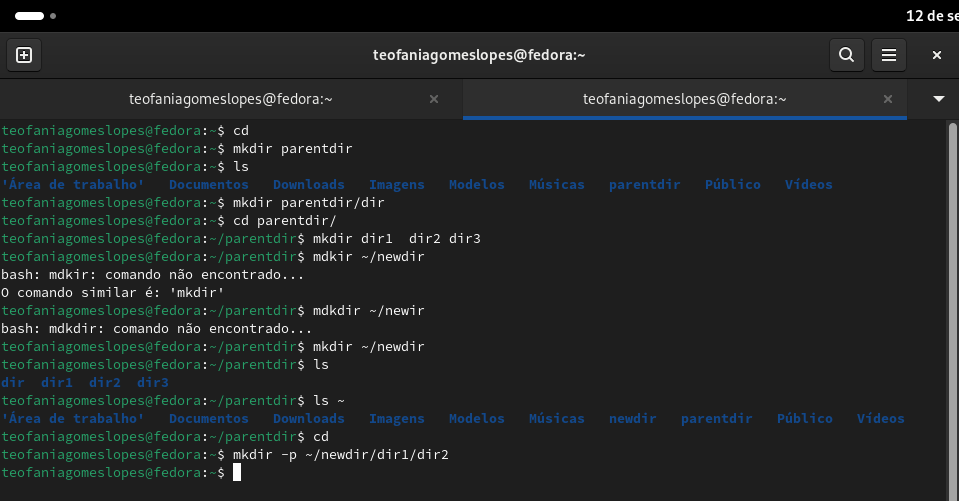 12 de se
teofaniagomeslopes@fedora:~
teofaniagomeslopes@fedora:~ teofaniagomeslopes@fedora:~
teofaniagomeslopes@fedora:~$ cd
teofaniagomeslopes@fedora:~$ mkdir parentdir
teofaniagomeslopes@fedora:~$ ls
'Área de trabalho'   Documentos   Downloads   Imagens   Modelos   Músicas   parentdir   Público   Vídeos
teofaniagomeslopes@fedora:~$ mkdir parentdir/dir
teofaniagomeslopes@fedora:~$ cd parentdir/
teofaniagomeslopes@fedora:~/parentdir$ mkdir dir1  dir2 dir3
teofaniagomeslopes@fedora:~/parentdir$ mdkir ~/newdir
bash: mdkir: comando não encontrado...
O comando similar é: 'mkdir'
teofaniagomeslopes@fedora:~/parentdir$ mdkdir ~/newir
bash: mdkdir: comando não encontrado...
teofaniagomeslopes@fedora:~/parentdir$ mkdir ~/newdir
teofaniagomeslopes@fedora:~/parentdir$ ls
dir  dir1  dir2  dir3
teofaniagomeslopes@fedora:~/parentdir$ ls ~
'Área de trabalho'   Documentos   Downloads   Imagens   Modelos   Músicas   newdir   parentdir   Público   Vídeos
teofaniagomeslopes@fedora:~/parentdir$ cd
teofaniagomeslopes@fedora:~$ mkdir -p ~/newdir/dir1/dir2
teofaniagomeslopes@fedora:~$